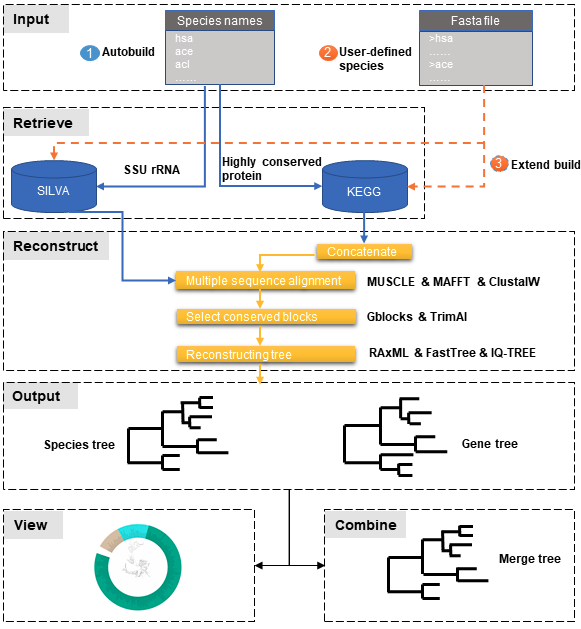 Input
Species names
hsa
ace
acl
......
1 Autobuild
2 User-defined
species
Fasta file
>hsa
......
>ace
......
Retrieve
SILVA
SSU rRNA
Highly conserved
protein
KEGG
3 Extend build
Reconstruct
Concatenate
Multiple sequence alignment
MUSCLE & MAFFT & ClustalW
Select conserved blocks
Gblocks & TrimAl
Reconstructing tree
RAxML & FastTree & IQ-TREE
Output
Species tree
Gene tree
View
Combine
Merge tree